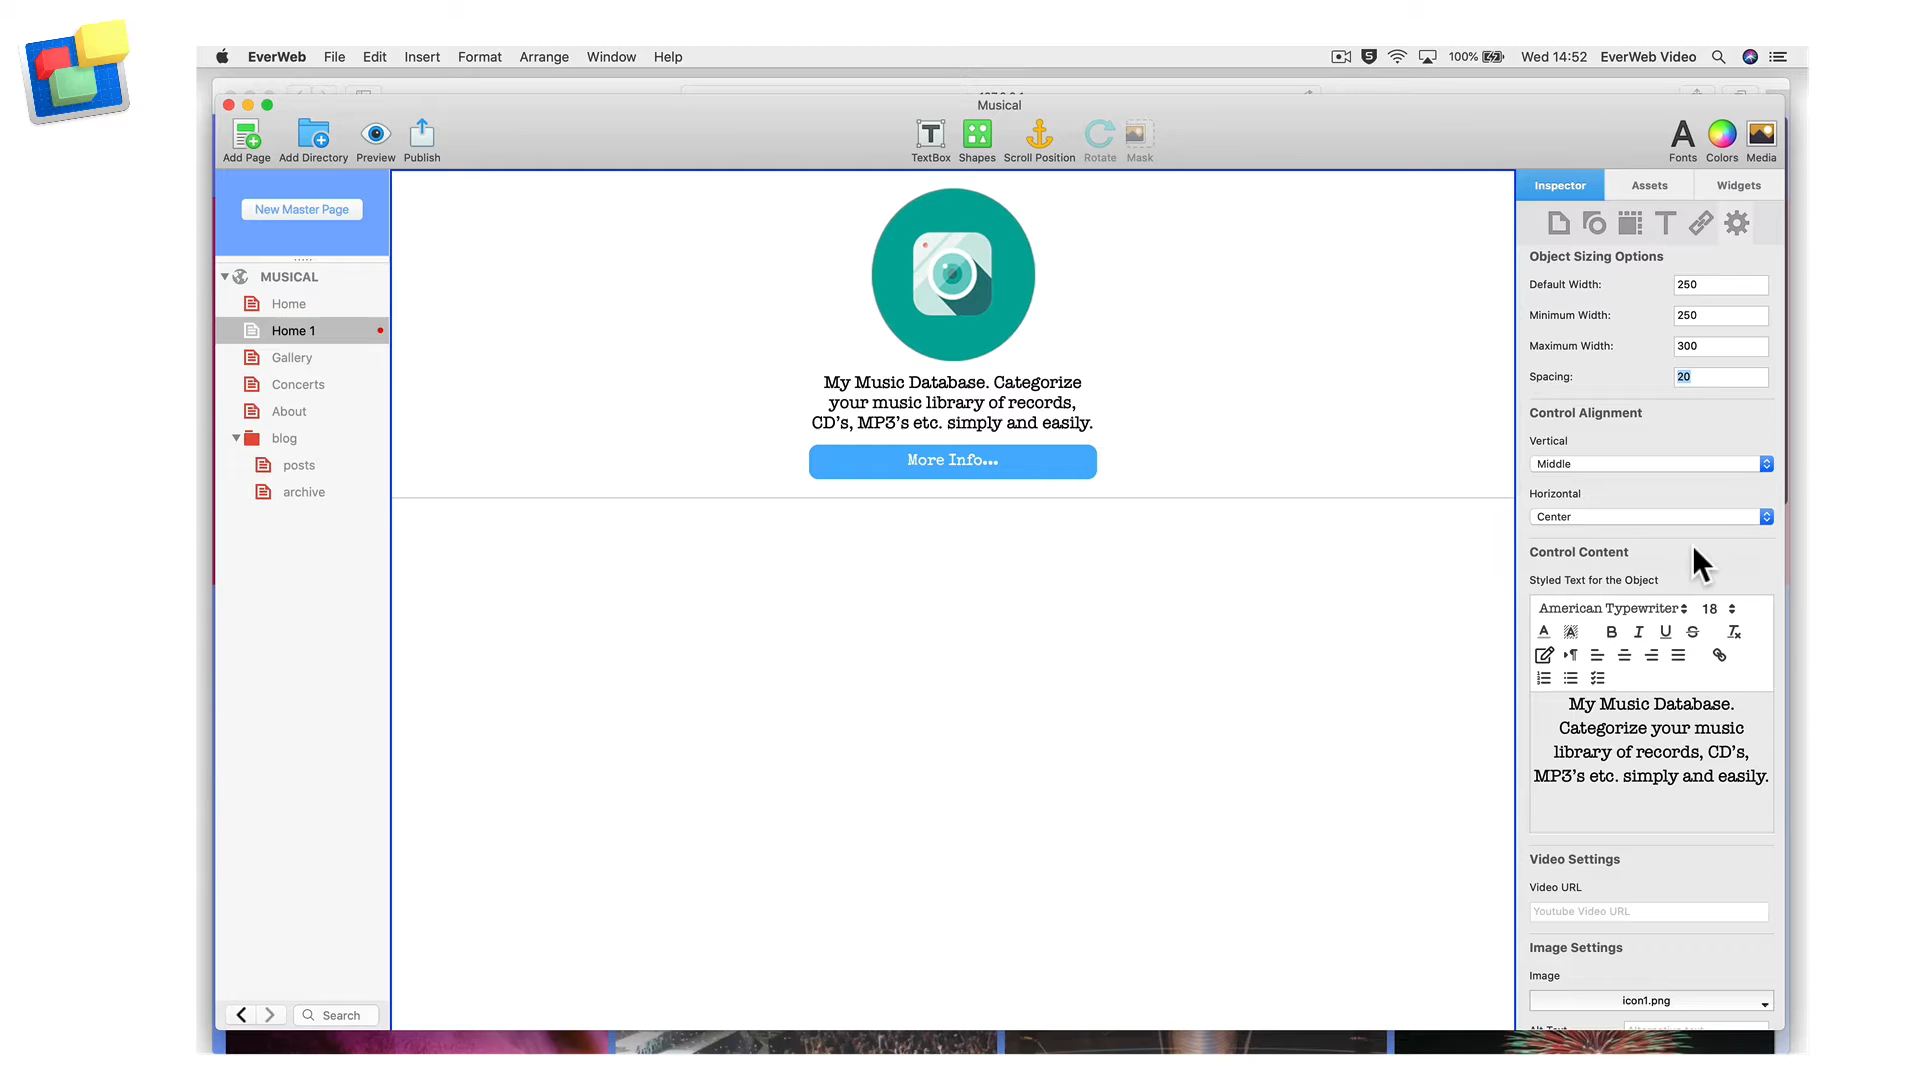 EverWeb File Edit Insert Format Arrange Window Help
100% Wed 14:52 EverWeb Video
Musical
Add Page Add Directory Preview Publish
TextBox Shapes Scroll Position Rotate Mask
Fonts Colors Media
New Master Page
MUSICAL
Home
Home 1
Gallery
Concerts
About
blog
posts
archive
Search
My Music Database. Categorize
your music library of records,
CD's, MP3's etc. simply and easily.
More Info...
Inspector Assets Widgets
Object Sizing Options
Default Width: 250
Minimum Width: 250
Maximum Width: 300
Spacing: 20
Control Alignment
Vertical
Middle
Horizontal
Center
Control Content
Styled Text for the Object
American Typewriter 18
My Music Database.
Categorize your music
library of records, CD's,
MP3's etc. simply and easily.
Video Settings
Video URL
Youtube Video URL
Image Settings
Image
icon1.png